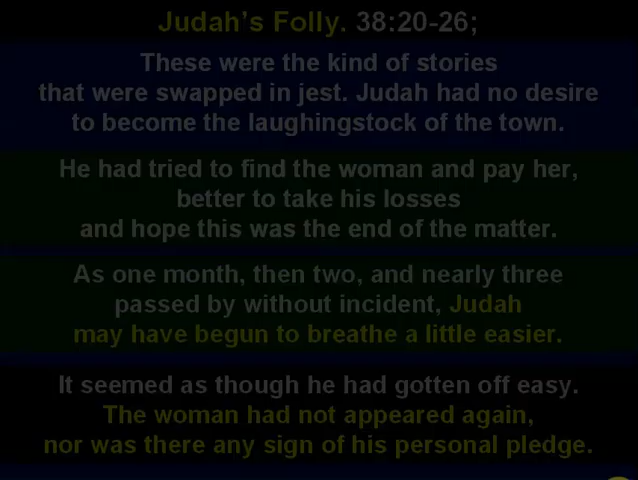 Judah’s Folly. 38:20-26;
These were the kind of stories
that were swapped in jest. Judah had no desire
to become the laughingstock of the town.
He had tried to find the woman and pay her,
better to take his losses
and hope this was the end of the matter.
As one month, then two, and nearly three
passed by without incident, Judah
may have begun to breathe a little easier.
It seemed as though he had gotten off easy.
The woman had not appeared again,
nor was there any sign of his personal pledge.